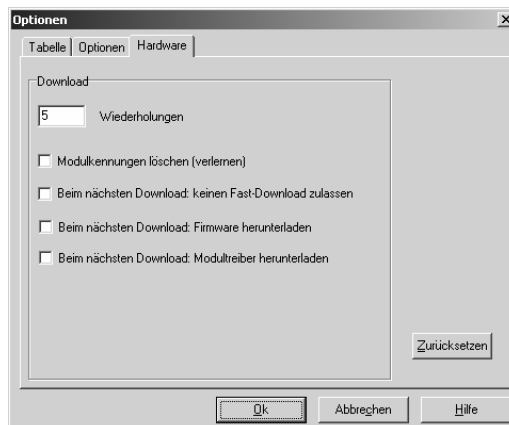 Optionen
Tabelle Optionen Hardware
Download
5 Wiederholungen
Modulkennungen löschen (verlernen)
Beim nächsten Download: keinen Fast-Download zulassen
Beim nächsten Download: Firmware herunterladen
Beim nächsten Download: Modultreiber herunterladen
Zurücksetzen
Ok Abbrechen Hilfe